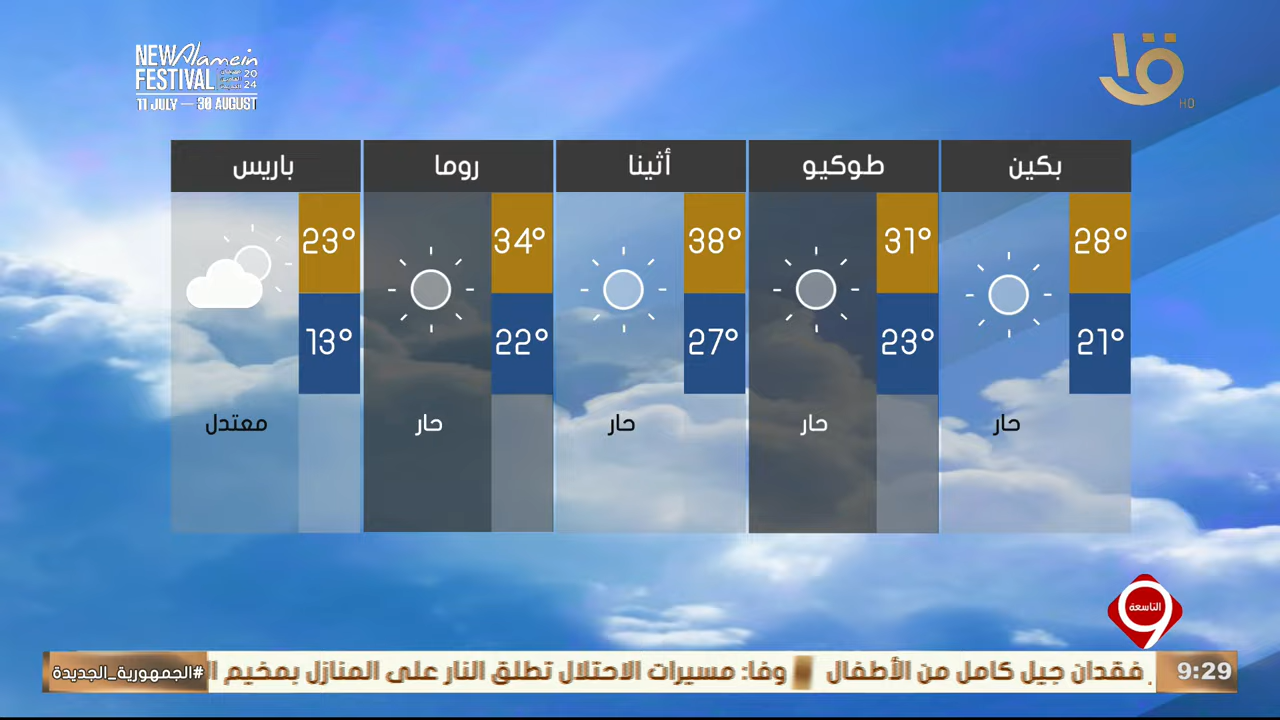 NEW Alamein
FESTIVAL 2024
11 JULY — 30 AUGUST
HD
بكين
28°
21°
حار
طوكيو
31°
23°
حار
أثينا
38°
27°
حار
روما
34°
22°
حار
باريس
23°
13°
معتدل
التاسعة
9
9:29
فقدان جيل كامل من الأطفال
وفا: مسيرات الاحتلال تطلق النار على المنازل بمخيم
#الجمهورية_الجديدة